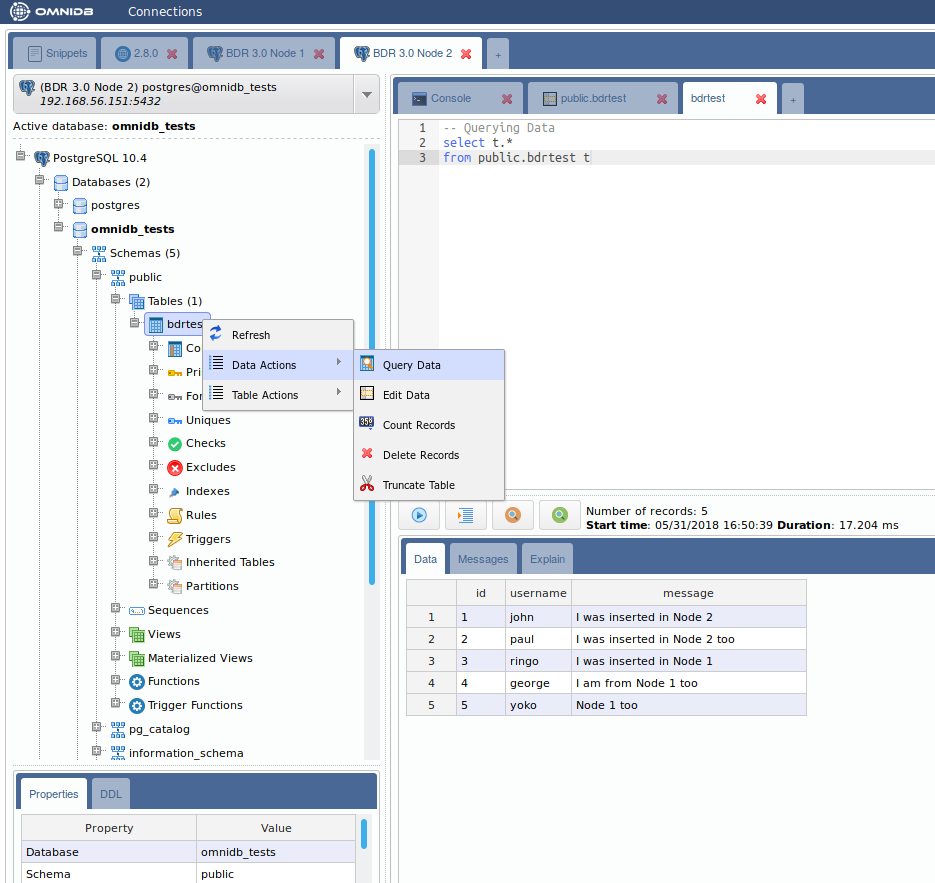 OMNIDB Connections
Snippets 2.8.0 BDR 3.0 Node 1 BDR 3.0 Node 2 +
(BDR 3.0 Node 2) postgres@omnidb_tests
192.168.56.151:5432
Active database: omnidb_tests
PostgreSQL 10.4
Databases (2)
postgres
omnidb_tests
Schemas (5)
public
Tables (1)
bdrtes
Co
Pri
For
Uniques
Checks
Excludes
Indexes
Rules
Triggers
Inherited Tables
Partitions
Sequences
Views
Materialized Views
Functions
Trigger Functions
pg_catalog
information_schema
Refresh
Data Actions
Table Actions
Query Data
Edit Data
Count Records
Delete Records
Truncate Table
Properties DDL
Property Value
Database omnidb_tests
Schema public
Console public.bdrtest bdrtest +
1 -- Querying Data
2 select t.*
3 from public.bdrtest t
Number of records: 5
Start time: 05/31/2018 16:50:39 Duration: 17.204 ms
Data Messages Explain
id username message
1 1 john I was inserted in Node 2
2 2 paul I was inserted in Node 2 too
3 3 ringo I was inserted in Node 1
4 4 george I am from Node 1 too
5 5 yoko Node 1 too